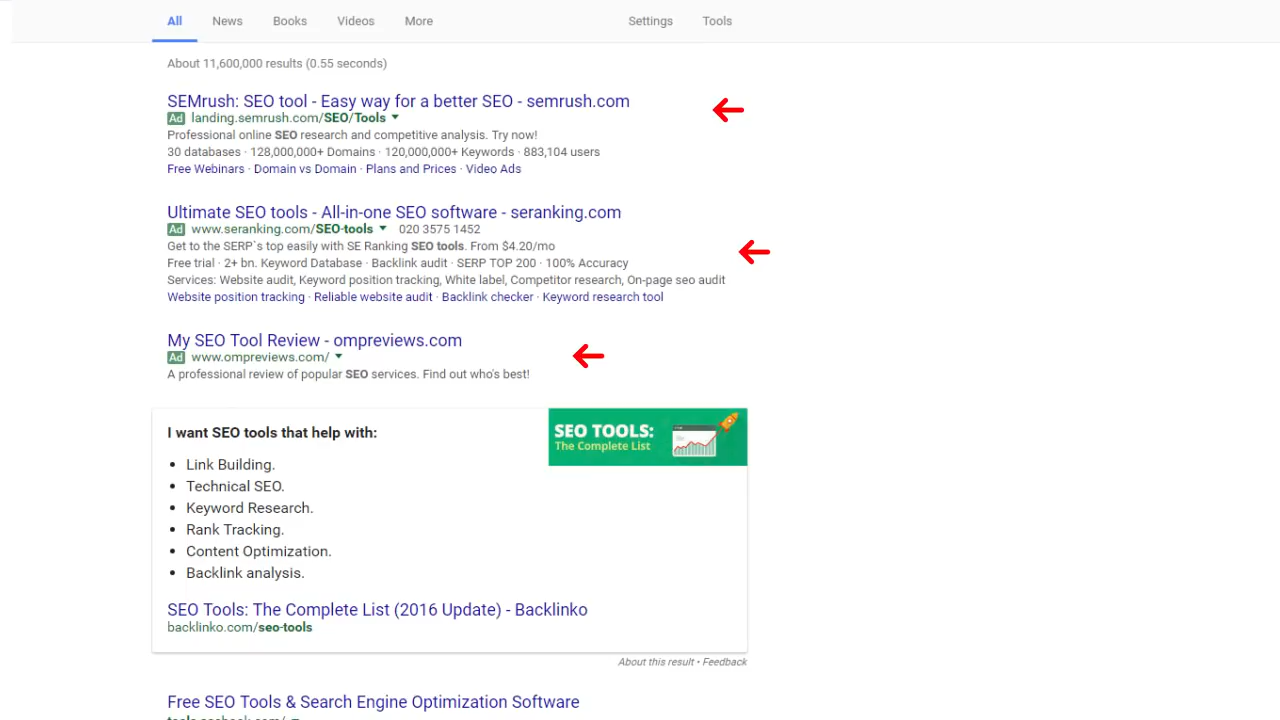 All News Books Videos More Settings Tools
About 11,600,000 results (0.55 seconds)
SEMrush: SEO tool - Easy way for a better SEO - semrush.com
Ad landing.semrush.com/SEO/Tools
Professional online SEO research and competitive analysis. Try now!
30 databases · 128,000,000+ Domains · 120,000,000+ Keywords · 883,104 users
Free Webinars · Domain vs Domain · Plans and Prices · Video Ads
Ultimate SEO tools - All-in-one SEO software - seranking.com
Ad www.seranking.com/SEO-tools 020 3575 1452
Get to the SERP`s top easily with SE Ranking SEO tools. From $4.20/mo
Free trial · 2+ bn. Keyword Database · Backlink audit · SERP TOP 200 · 100% Accuracy
Services: Website audit, Keyword position tracking, White label, Competitor research, On-page seo audit
Website position tracking · Reliable website audit · Backlink checker · Keyword research tool
My SEO Tool Review - ompreviews.com
Ad www.ompreviews.com/
A professional review of popular SEO services. Find out who's best!
I want SEO tools that help with:
SEO TOOLS:
The Complete List
• Link Building.
• Technical SEO.
• Keyword Research.
• Rank Tracking.
• Content Optimization.
• Backlink analysis.
SEO Tools: The Complete List (2016 Update) - Backlinko
backlinko.com/seo-tools
About this result • Feedback
Free SEO Tools & Search Engine Optimization Software